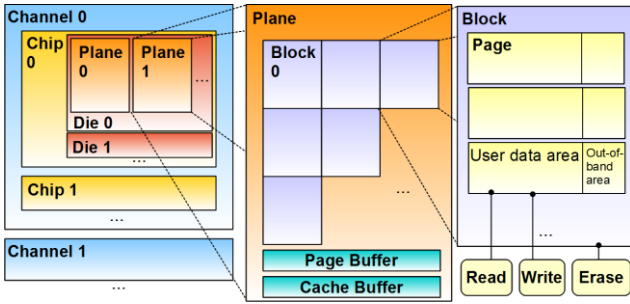 Channel 0
Chip
0
Plane
0
Plane
1
...
Die 0
Die 1
...
Chip 1
...
Channel 1
...
Plane
Block
0
...
Page Buffer
Cache Buffer
Block
Page
User data area
Out-of-
band
area
...
Read
Write
Erase